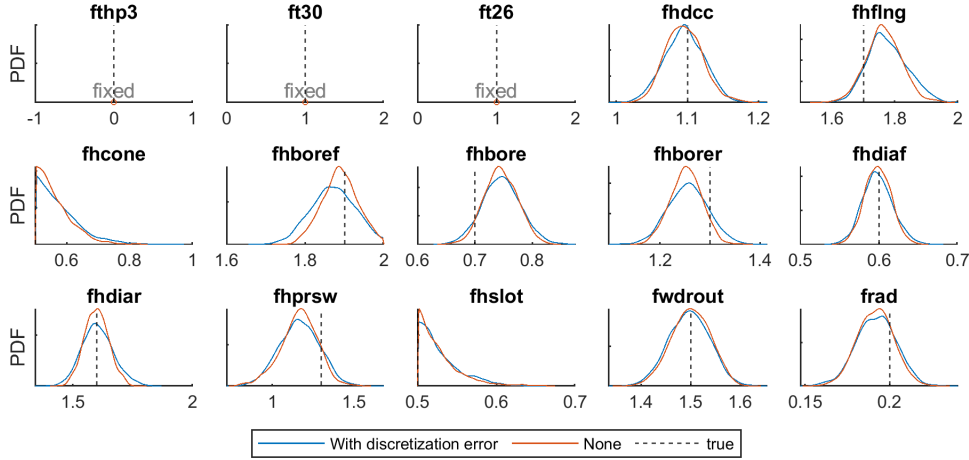 fthp3 ft30 ft26 fhdcc fhflng
PDF fixed fixed fixed
-1 0 1 0 1 2 0 1 2 1 1.1 1.2 1.6 1.8 2
fhcone fhboref fhbore fhborer fhdiaf
0.6 0.8 1 1.6 1.8 2 0.6 0.7 0.8 1.2 1.4 0.5 0.6 0.7
fhdiar fhprsw fhslot fwdrout frad
PDF
1.5 2 1 1.5 0.5 0.6 0.7 1.4 1.5 1.6 0.15 0.2
With discretization error None true